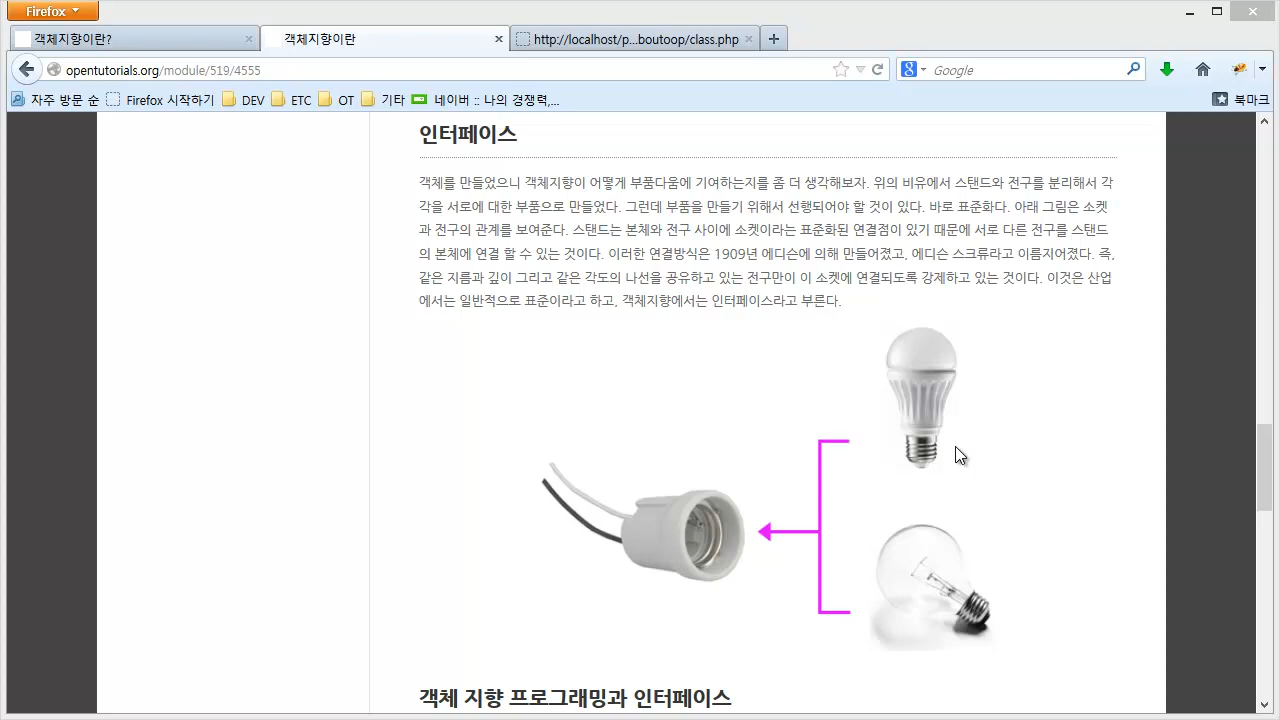 Firefox
객체지향이란?
객체지향이란
http://localhost/p...boutoop/class.php
opentutorials.org/module/519/4555
Google
자주 방문 순
Firefox 시작하기
DEV
ETC
OT
기타
네이버 :: 나의 경쟁력,...
북마크
인터페이스
객체를 만들었으니 객체지향이 어떻게 부품다움에 기여하는지를 좀 더 생각해보자. 위의 비유에서 스탠드와 전구를 분리해서 각
각을 서로에 대한 부품으로 만들었다. 그런데 부품을 만들기 위해서 선행되어야 할 것이 있다. 바로 표준화다. 아래 그림은 소켓
과 전구의 관계를 보여준다. 스탠드는 본체와 전구 사이에 소켓이라는 표준화된 연결점이 있기 때문에 서로 다른 전구를 스탠드
의 본체에 연결 할 수 있는 것이다. 이러한 연결방식은 1909년 에디슨에 의해 만들어졌고, 에디슨 스크류라고 이름지어졌다. 즉,
같은 지름과 깊이 그리고 같은 각도의 나선을 공유하고 있는 전구만이 이 소켓에 연결되도록 강제하고 있는 것이다. 이것은 산업
에서는 일반적으로 표준이라고 하고, 객체지향에서는 인터페이스라고 부른다.
객체 지향 프로그래밍과 인터페이스